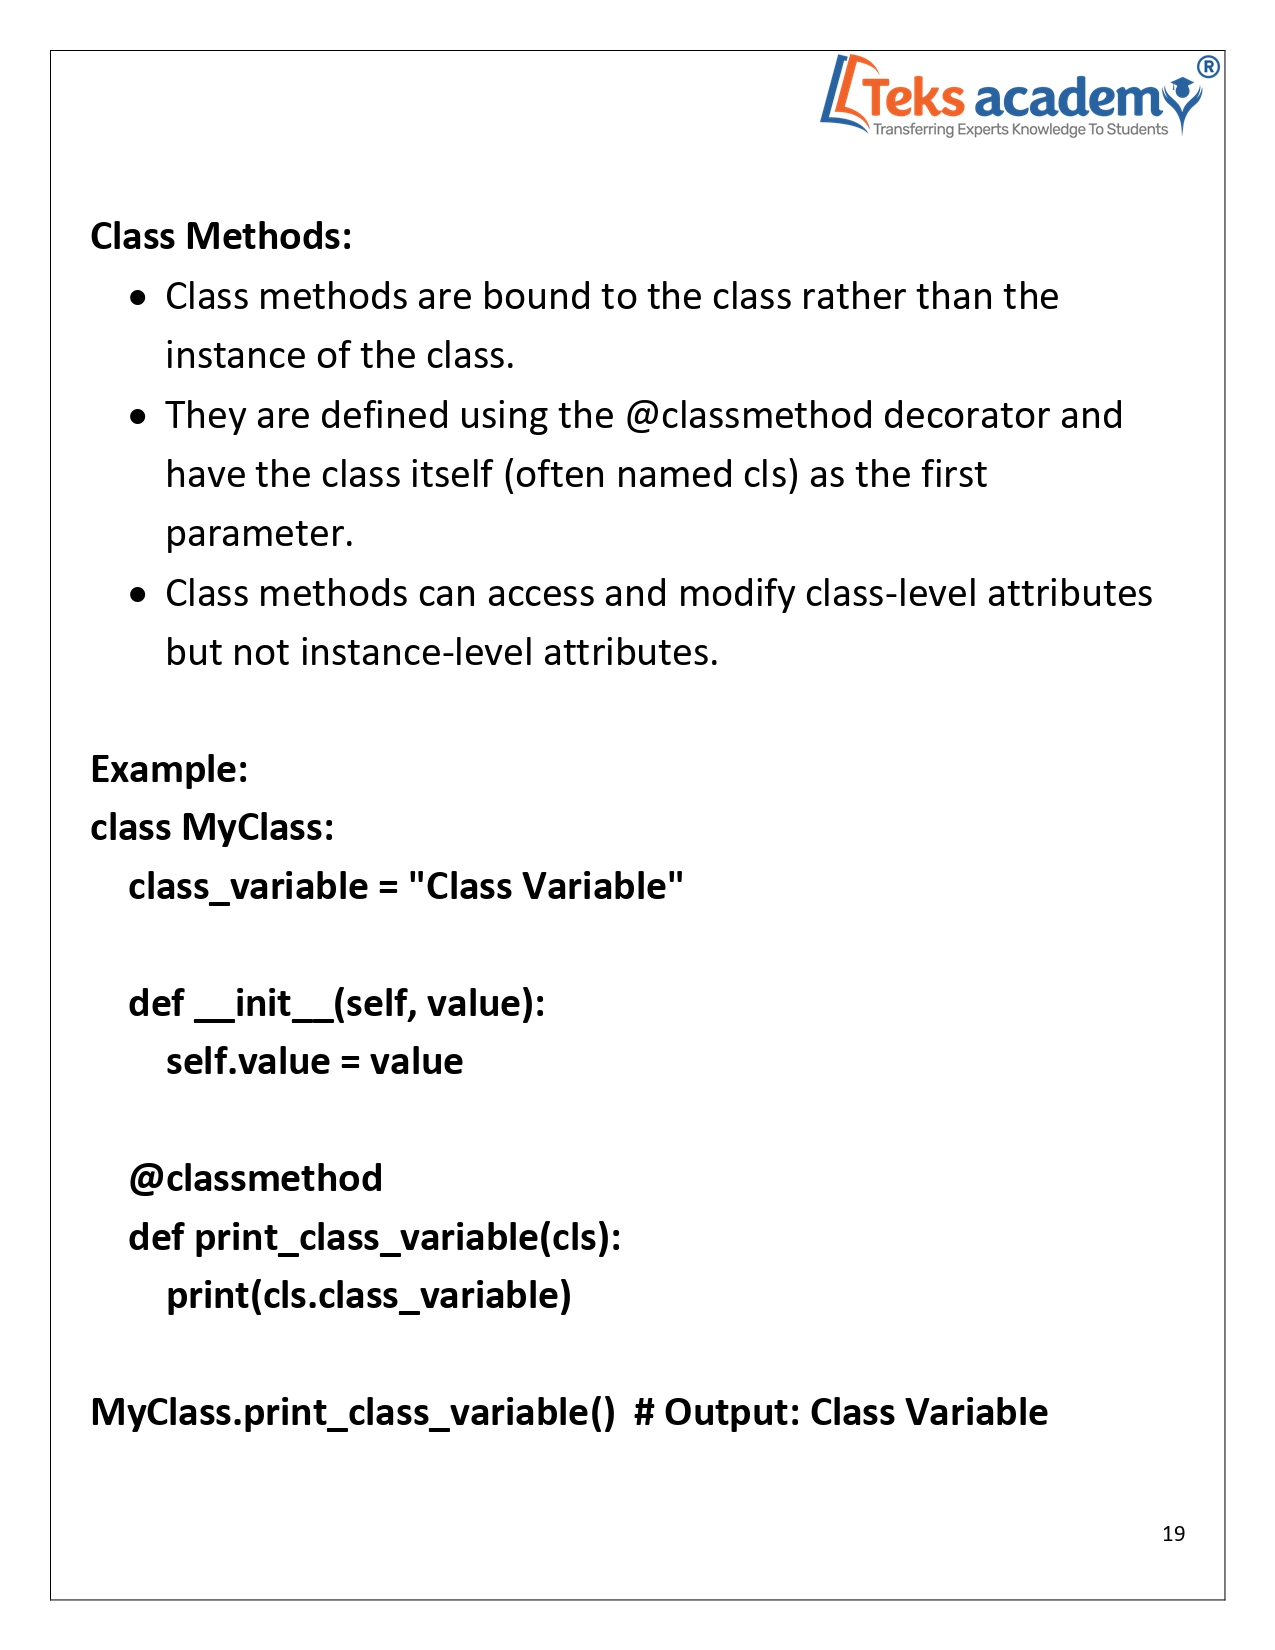 Teks academy®
Transferring Experts Knowledge To Students
Class Methods:
• Class methods are bound to the class rather than the
instance of the class.
• They are defined using the @classmethod decorator and
have the class itself (often named cls) as the first
parameter.
• Class methods can access and modify class-level attributes
but not instance-level attributes.
Example:
class MyClass:
    class_variable = "Class Variable"
    def __init__(self, value):
        self.value = value
    @classmethod
    def print_class_variable(cls):
        print(cls.class_variable)
MyClass.print_class_variable()  # Output: Class Variable
19